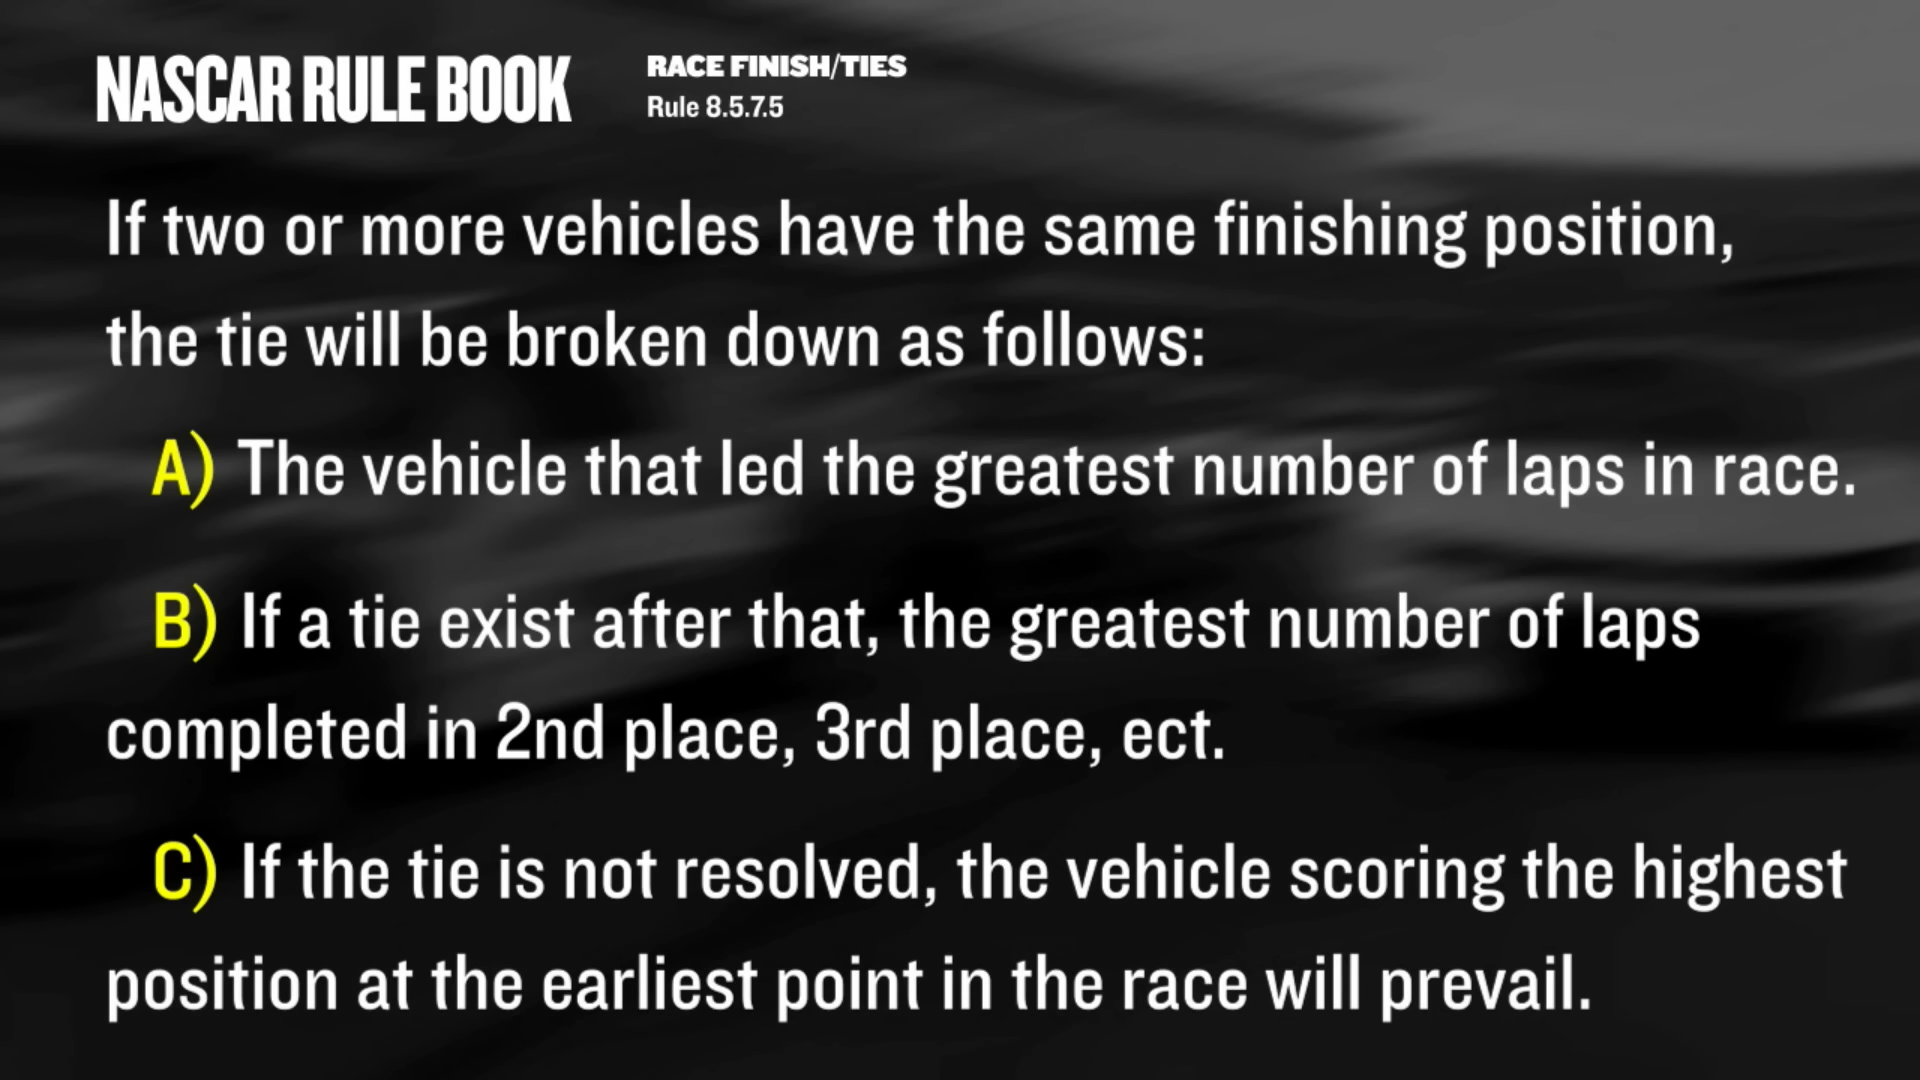 NASCAR RULE BOOK
RACE FINISH/TIES
Rule 8.5.7.5
If two or more vehicles have the same finishing position,
the tie will be broken down as follows:
A) The vehicle that led the greatest number of laps in race.
B) If a tie exist after that, the greatest number of laps
completed in 2nd place, 3rd place, ect.
C) If the tie is not resolved, the vehicle scoring the highest
position at the earliest point in the race will prevail.